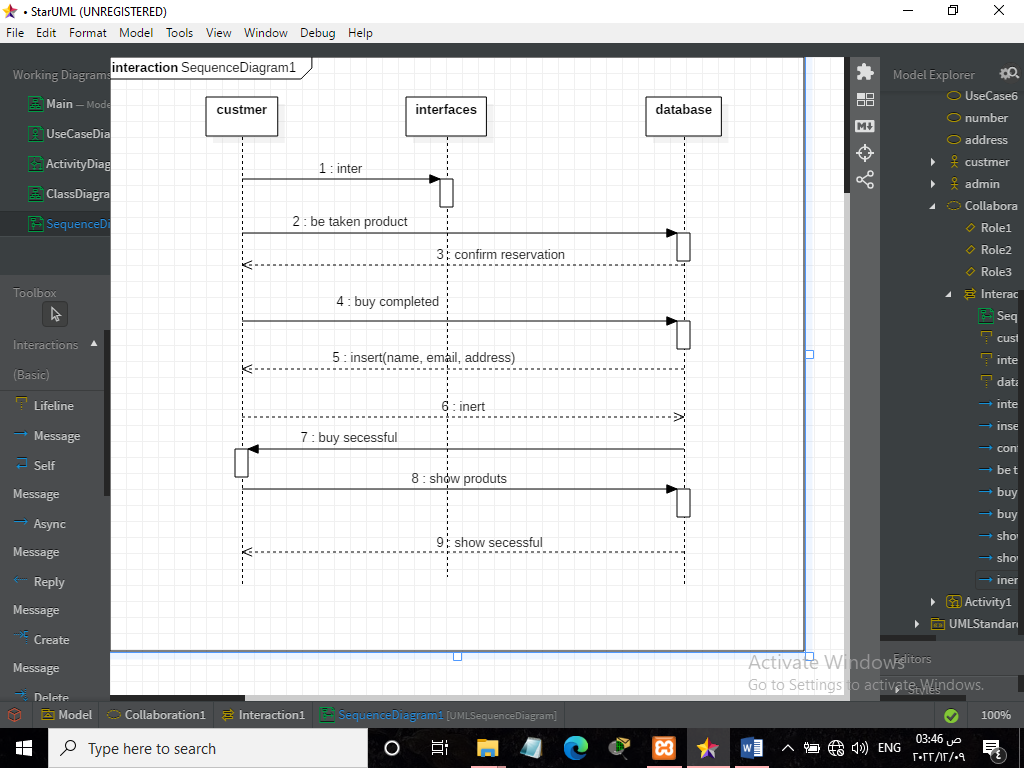 • StarUML (UNREGISTERED)
File Edit Format Model Tools View Window Debug Help
Working Diagrams
Main — Mode
UseCaseDia
ActivityDiag
ClassDiagra
SequenceDi
Toolbox
Interactions
(Basic)
Lifeline
Message
Self
Message
Async
Message
Reply
Message
Create
Message
Delete
interaction SequenceDiagram1
custmer
interfaces
database
1 : inter
2 : be taken product
3 : confirm reservation
4 : buy completed
5 : insert(name, email, address)
6 : inert
7 : buy secessful
8 : show produts
9 : show secessful
Model Explorer
UseCase6
number
address
custmer
admin
Collabora
Role1
Role2
Role3
Interac
Seq
cust
inte
data
inte
inse
con
be t
buy
buy
sho
sho
iner
Activity1
UMLStandar
Editors
Styles
Activate Windows
Go to Settings to activate Windows.
Model Collaboration1 Interaction1 SequenceDiagram1 [UMLSequenceDiagram]
100%
Type here to search
ENG
03:46 ص
٢٠٢٢/١٢/٠٩